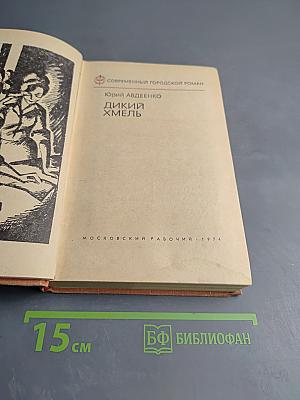 СОВРЕМЕННЫЙ ГОРОДСКОЙ РОМАН
Юрий АВДЕЕНКО
ДИКИЙ
ХМЕЛЬ
МОСКОВСКИЙ РАБОЧИЙ · 1974
15 см
БФ БИБЛИОФАН